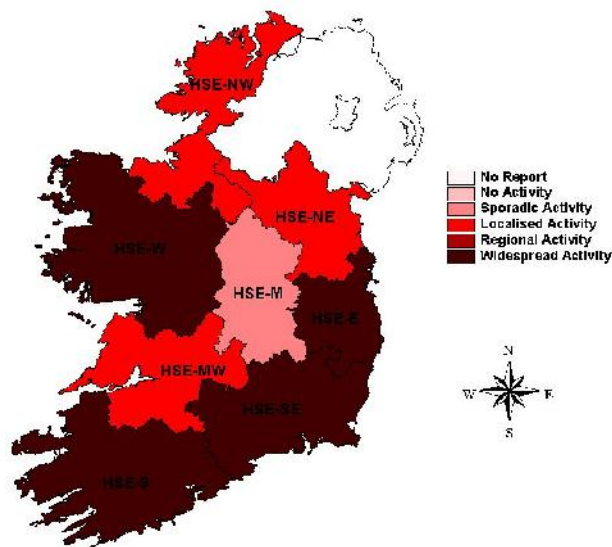 HSE-NW
No Report
No Activity
Sporadic Activity
HSE-NE
Localised Activity
Regional Activity
HSE-W
Widespread Activity
HSE-M
HSE-E
N
HSE-MW
W E
HSE-SE
S
HSE-S